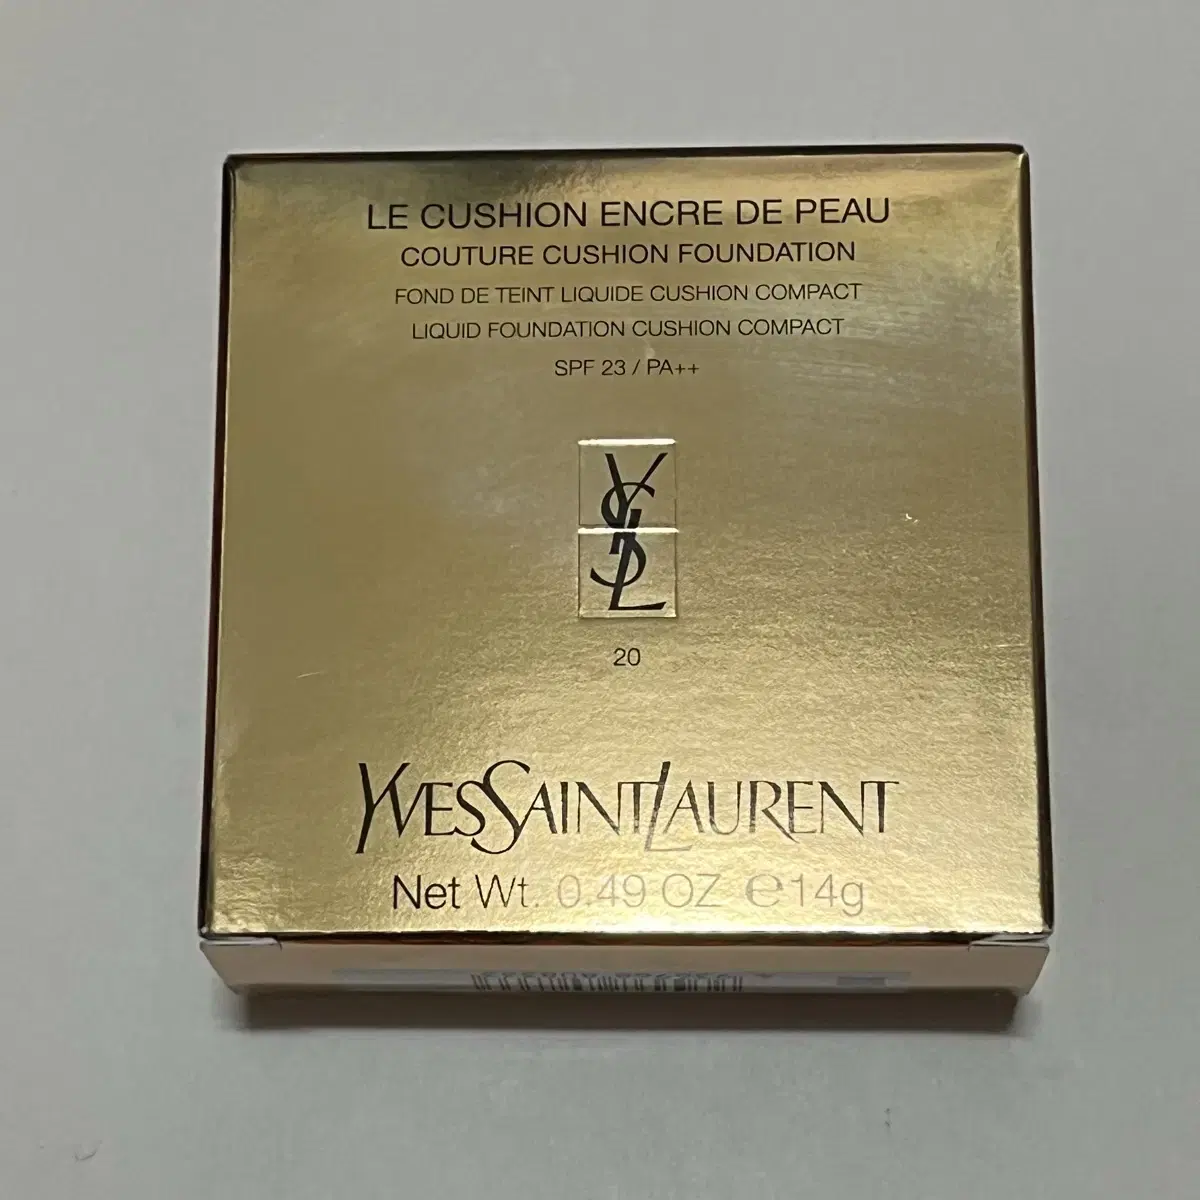 LE CUSHION ENCRE DE PEAU
COUTURE CUSHION FOUNDATION
FOND DE TEINT LIQUIDE CUSHION COMPACT
LIQUID FOUNDATION CUSHION COMPACT
SPF 23 / PA++
YSL
20
YVESSAINTLAURENT
Net Wt. 0.49 OZ ℮14g